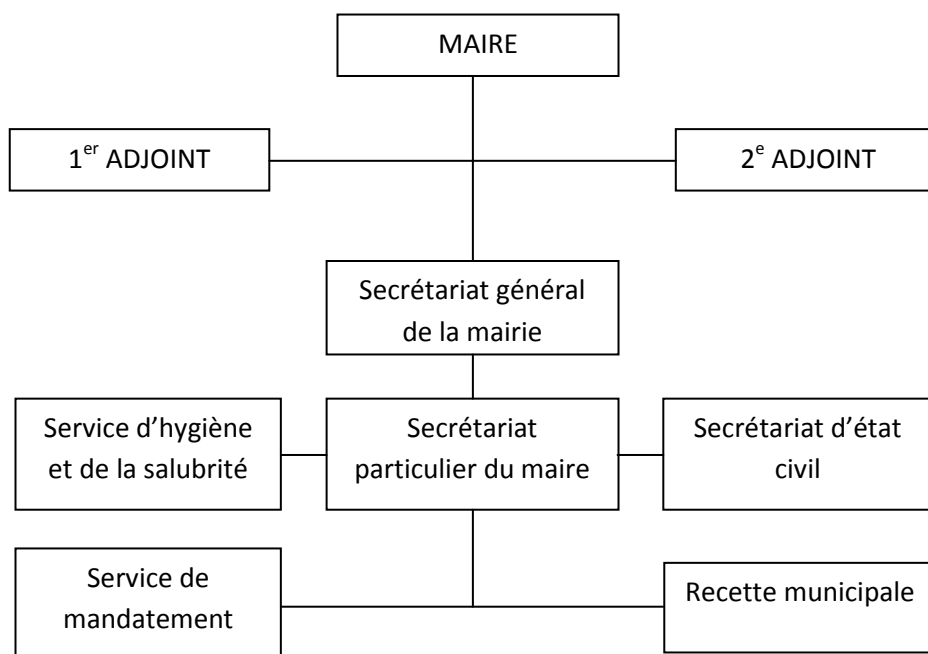 MAIRE
1er ADJOINT
2e ADJOINT
Secrétariat général
de la mairie
Service d’hygiène
et de la salubrité
Secrétariat
particulier du maire
Secrétariat d’état
civil
Service de
mandatement
Recette municipale